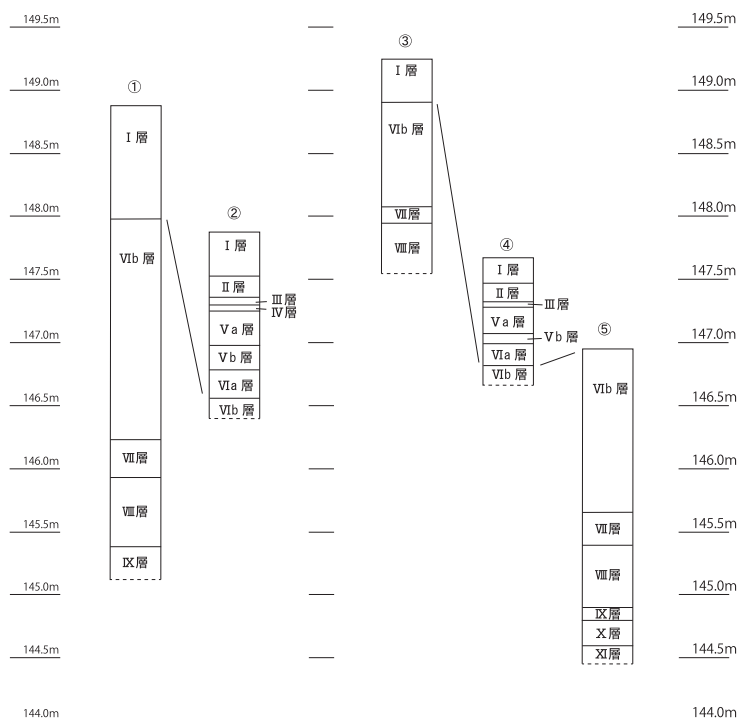 149.5m
149.0m
148.5m
148.0m
147.5m
147.0m
146.5m
146.0m
145.5m
145.0m
144.5m
144.0m
①
Ⅰ層
Ⅵb層
Ⅶ層
Ⅷ層
Ⅸ層
②
Ⅰ層
Ⅱ層
Ⅲ層
Ⅳ層
Ⅴa層
Ⅴb層
Ⅵa層
Ⅵb層
③
Ⅰ層
Ⅵb層
Ⅶ層
Ⅷ層
④
Ⅰ層
Ⅱ層
Ⅲ層
Ⅴa層
Ⅴb層
Ⅵa層
Ⅵb層
⑤
Ⅵb層
Ⅶ層
Ⅷ層
Ⅸ層
Ⅹ層
Ⅺ層
149.5m
149.0m
148.5m
148.0m
147.5m
147.0m
146.5m
146.0m
145.5m
145.0m
144.5m
144.0m